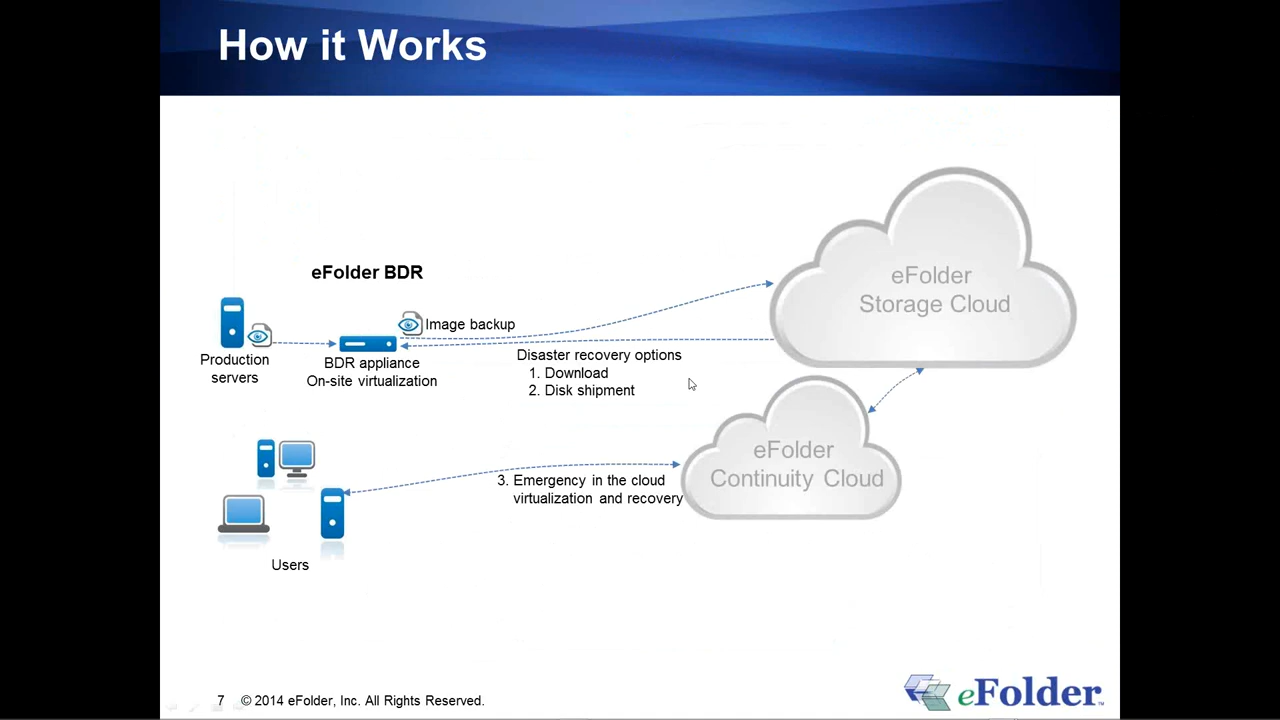 How it Works
eFolder BDR
eFolder
Storage Cloud
Image backup
Production
servers
BDR appliance
On-site virtualization
Disaster recovery options
1. Download
2. Disk shipment
eFolder
Continuity Cloud
3. Emergency in the cloud
virtualization and recovery
Users
7 © 2014 eFolder, Inc. All Rights Reserved.
eFolder™